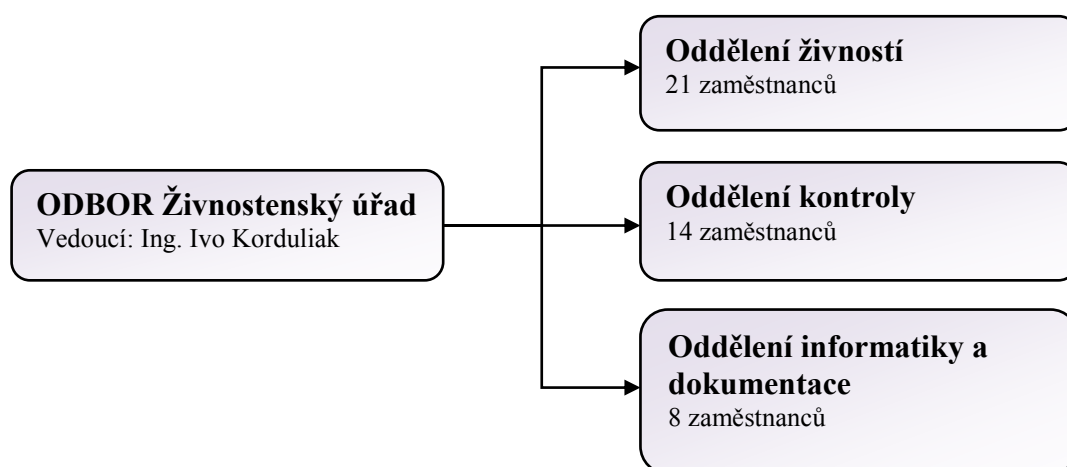 ODBOR Živnostenský úřad
Vedoucí: Ing. Ivo Korduliak
Oddělení živností
21 zaměstnanců
Oddělení kontroly
14 zaměstnanců
Oddělení informatiky a
dokumentace
8 zaměstnanců